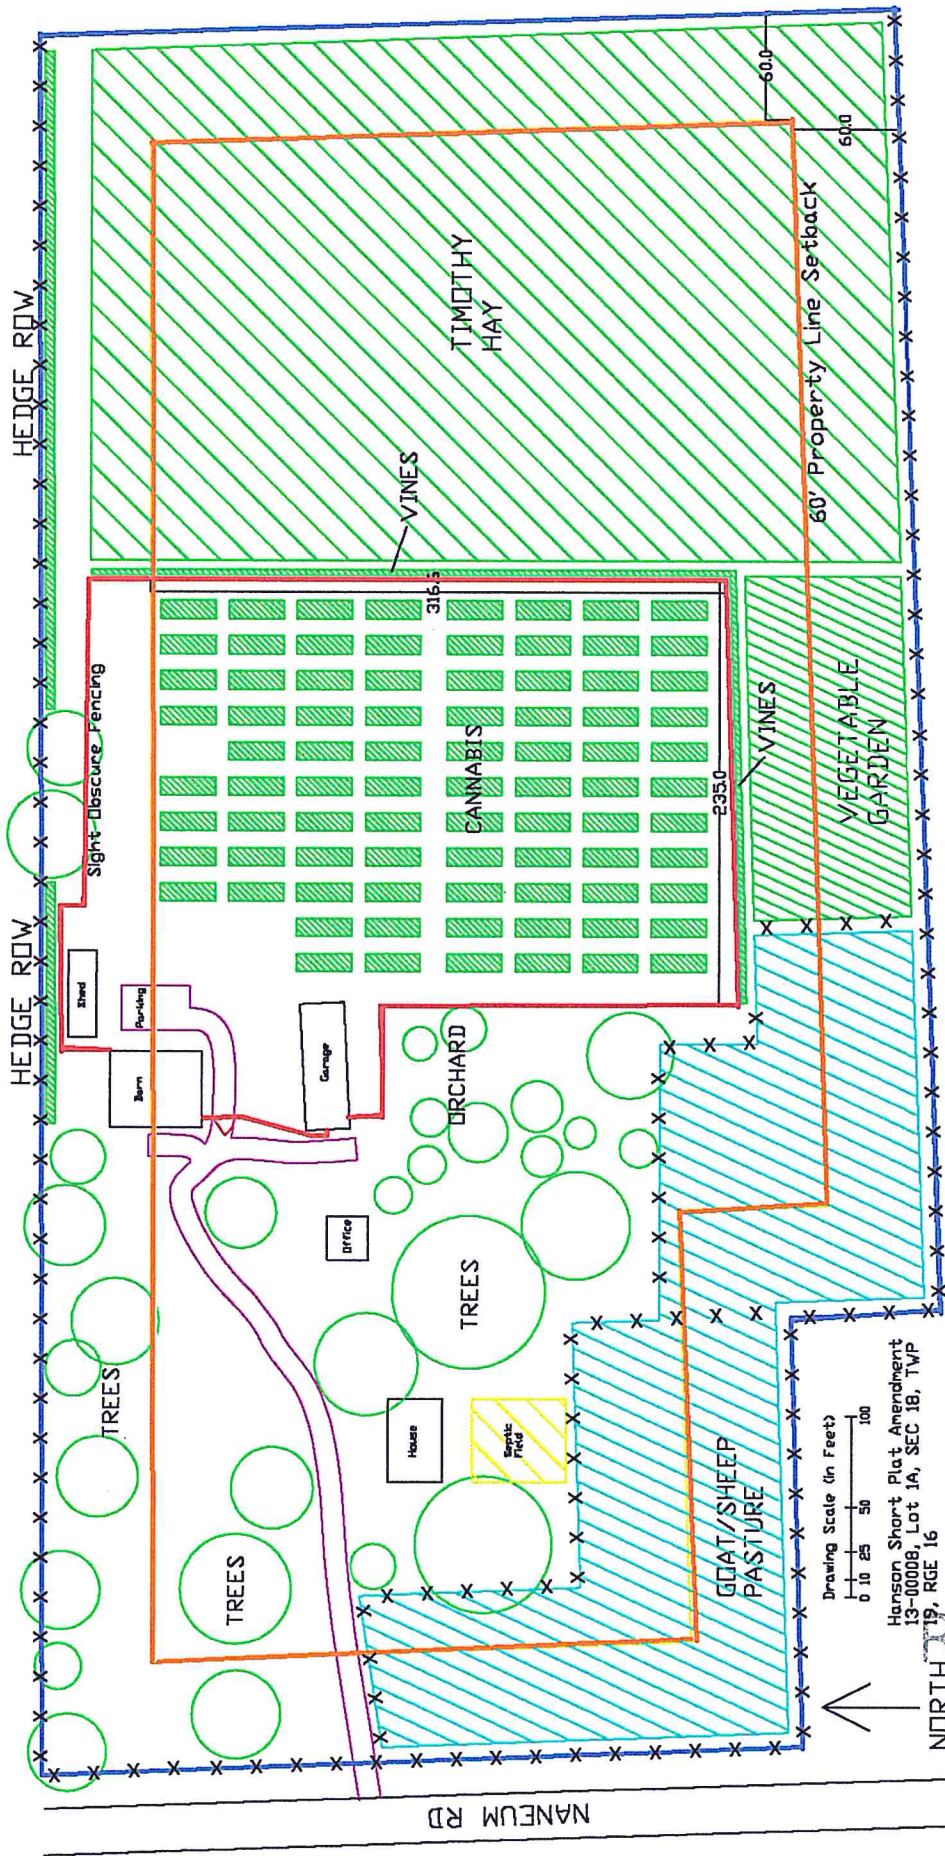 HEDGE ROW
HEDGE ROW
Sight Obscure Fencing
Shed
Parking
Barn
Garage
Office
House
Septic
Field
TREES
TREES
TREES
ORCHARD
CANNABIS
316.5
235.0
VINES
VINES
TIMOTHY
HAY
60.0
60.0
60' Property Line Setback
VEGETABLE
GARDEN
GOAT/SHEEP
PASTURE
NANEUM RD
Drawing Scale (in Feet)
0 10 25 50 100
Hanson Short Plat Amendment
13-00008, Lot 1A, SEC 18, TWP
19, RGE 16
NORTH